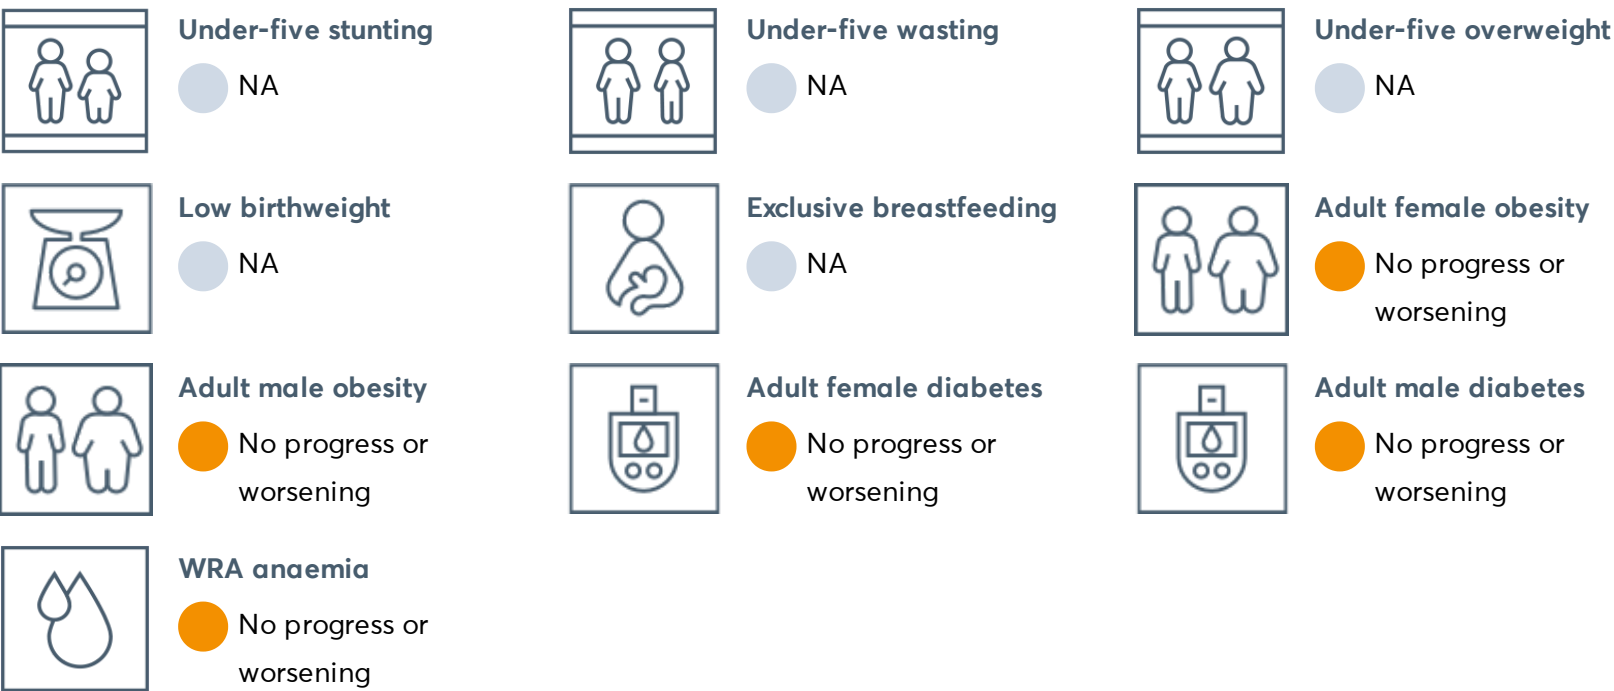 Under-five stunting
NA
Under-five wasting
NA
Under-five overweight
NA
Low birthweight
NA
Exclusive breastfeeding
NA
Adult female obesity
No progress or
worsening
Adult male obesity
No progress or
worsening
Adult female diabetes
No progress or
worsening
Adult male diabetes
No progress or
worsening
WRA anaemia
No progress or
worsening